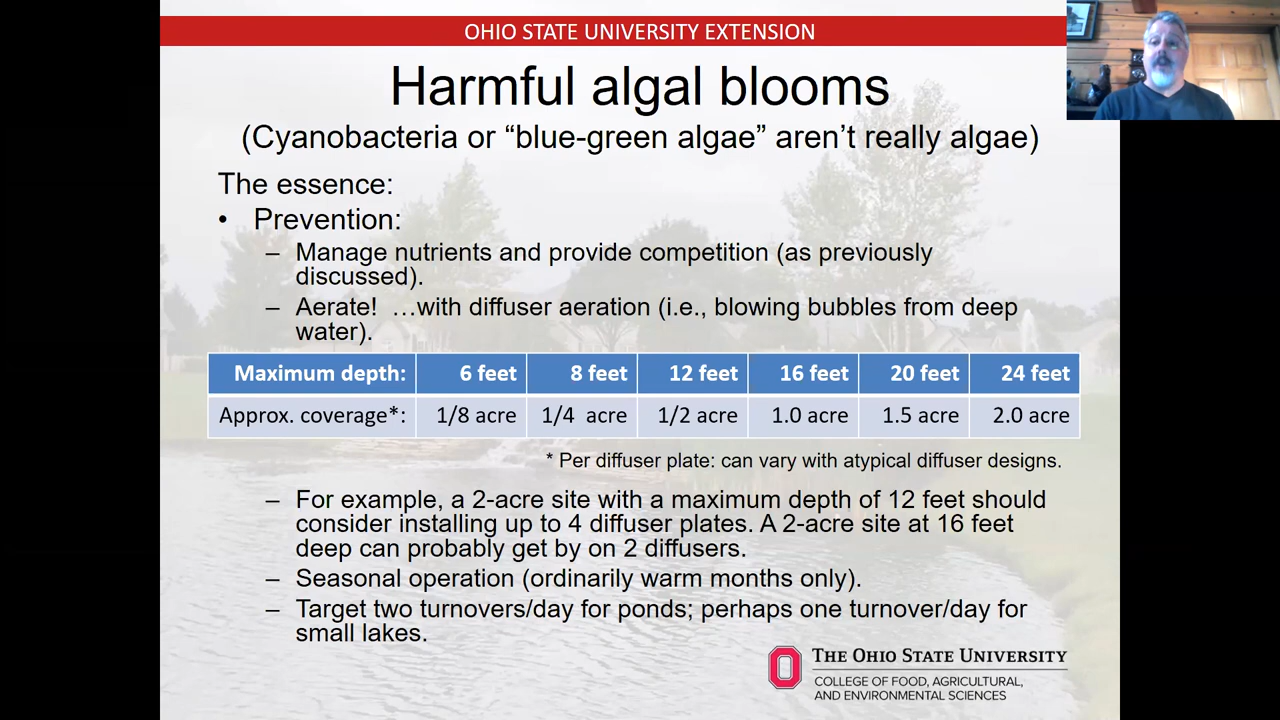 OHIO STATE UNIVERSITY EXTENSION
Harmful algal blooms
(Cyanobacteria or “blue-green algae” aren’t really algae)
The essence:
• Prevention:
– Manage nutrients and provide competition (as previously
discussed).
– Aerate!  …with diffuser aeration (i.e., blowing bubbles from deep
water).
Maximum depth: 6 feet 8 feet 12 feet 16 feet 20 feet 24 feet
Approx. coverage*: 1/8 acre 1/4 acre 1/2 acre 1.0 acre 1.5 acre 2.0 acre
* Per diffuser plate: can vary with atypical diffuser designs.
– For example, a 2-acre site with a maximum depth of 12 feet should
consider installing up to 4 diffuser plates. A 2-acre site at 16 feet
deep can probably get by on 2 diffusers.
– Seasonal operation (ordinarily warm months only).
– Target two turnovers/day for ponds; perhaps one turnover/day for
small lakes.
THE OHIO STATE UNIVERSITY
COLLEGE OF FOOD, AGRICULTURAL,
AND ENVIRONMENTAL SCIENCES